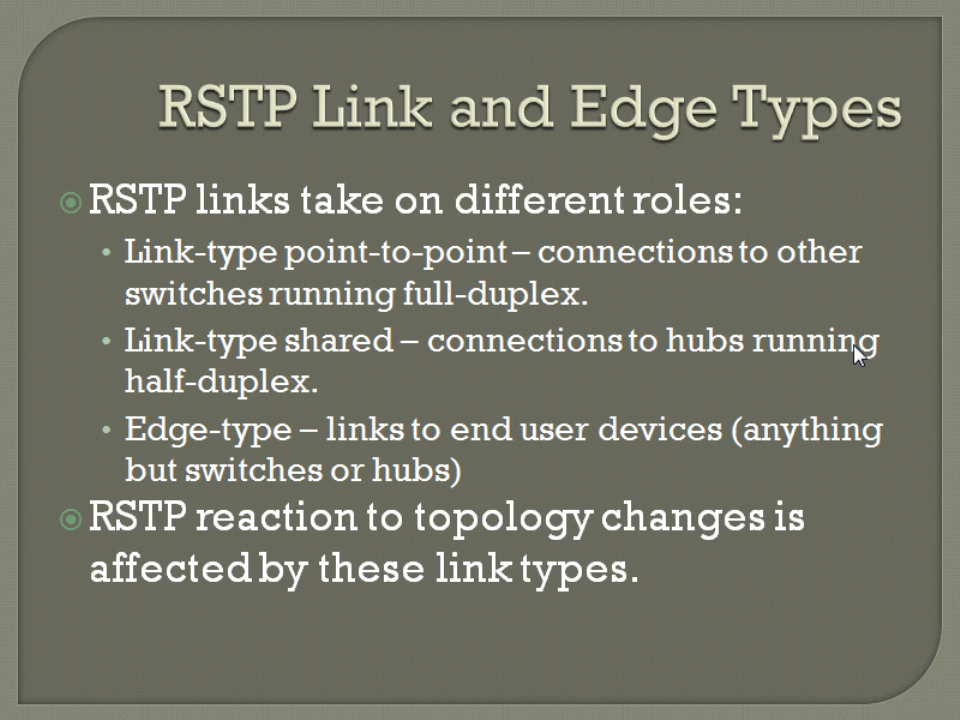 RSTP Link and Edge Types
RSTP links take on different roles:
Link-type point-to-point – connections to other
switches running full-duplex.
Link-type shared – connections to hubs running
half-duplex.
Edge-type – links to end user devices (anything
but switches or hubs)
RSTP reaction to topology changes is
affected by these link types.